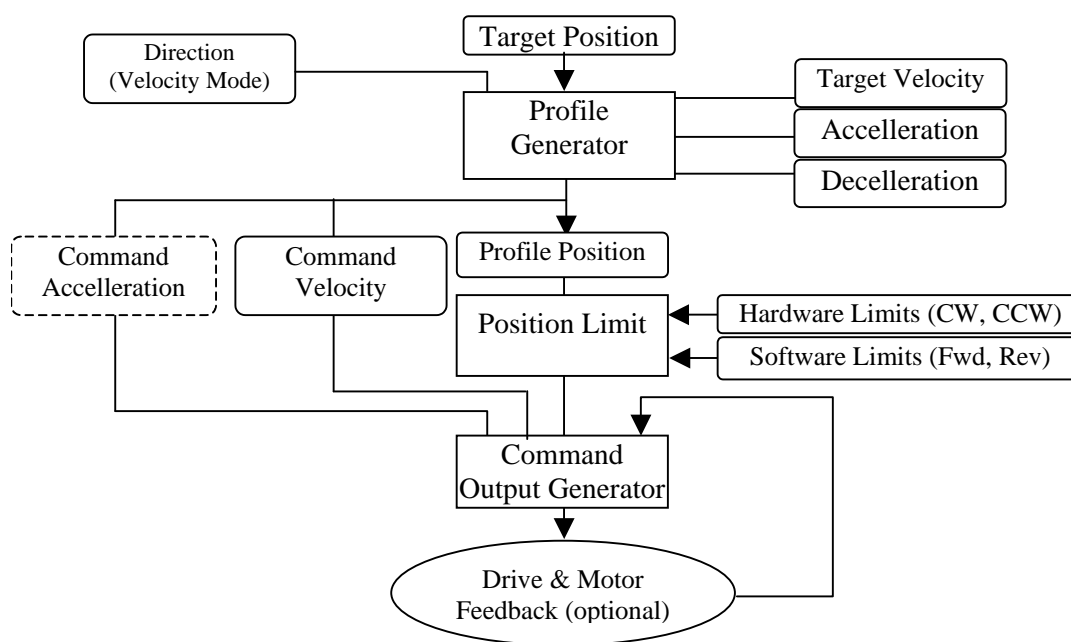 Target Position
Direction
(Velocity Mode)
Target Velocity
Profile
Generator
Accelleration
Decelleration
Command
Accelleration
Command
Velocity
Profile Position
Position Limit
Hardware Limits (CW, CCW)
Software Limits (Fwd, Rev)
Command
Output Generator
Drive & Motor
Feedback (optional)